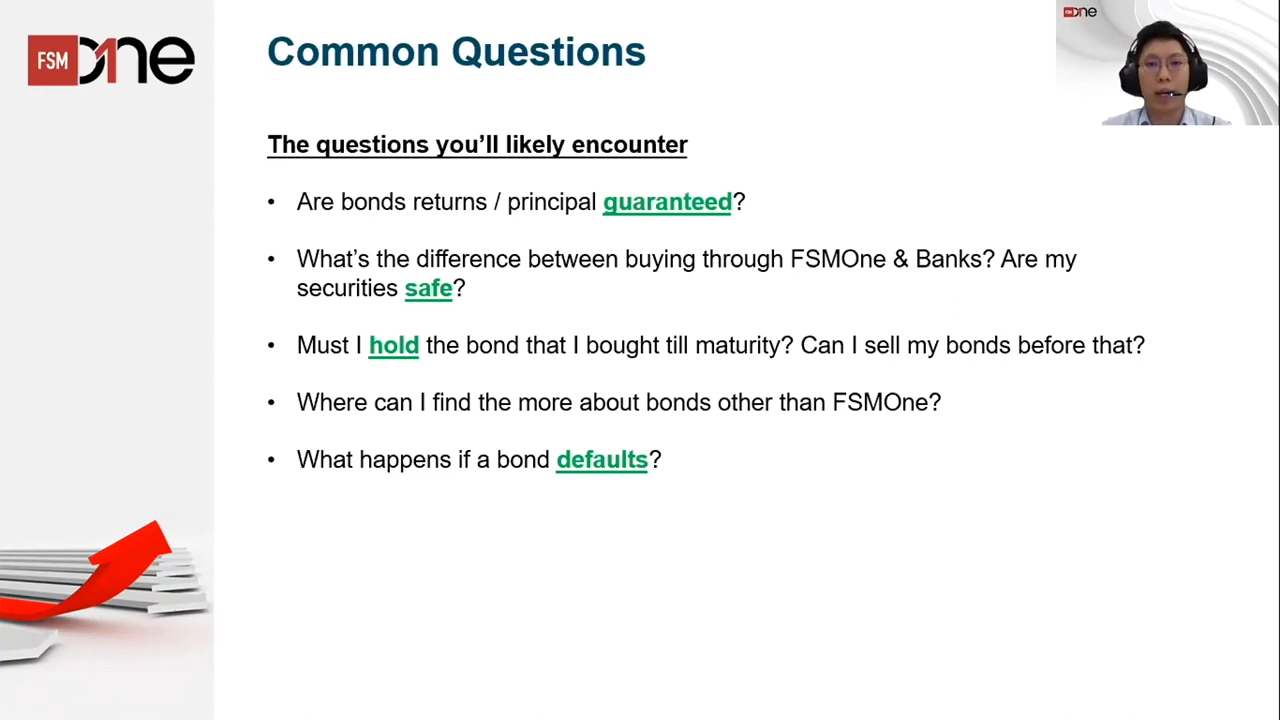 FSM One
Common Questions
FSM One
The questions you'll likely encounter
• Are bonds returns / principal guaranteed?
• What's the difference between buying through FSMOne & Banks? Are my
securities safe?
• Must I hold the bond that I bought till maturity? Can I sell my bonds before that?
• Where can I find the more about bonds other than FSMOne?
• What happens if a bond defaults?